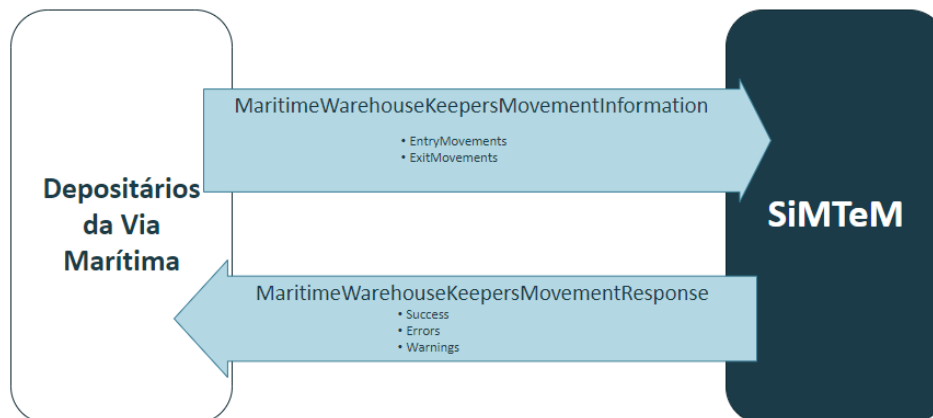 MaritimeWarehouseKeepersMovementInformation
• EntryMovements
• ExitMovements
Depositários
da Via
Marítima
SiMTeM
MaritimeWarehouseKeepersMovementResponse
• Success
• Errors
• Warnings